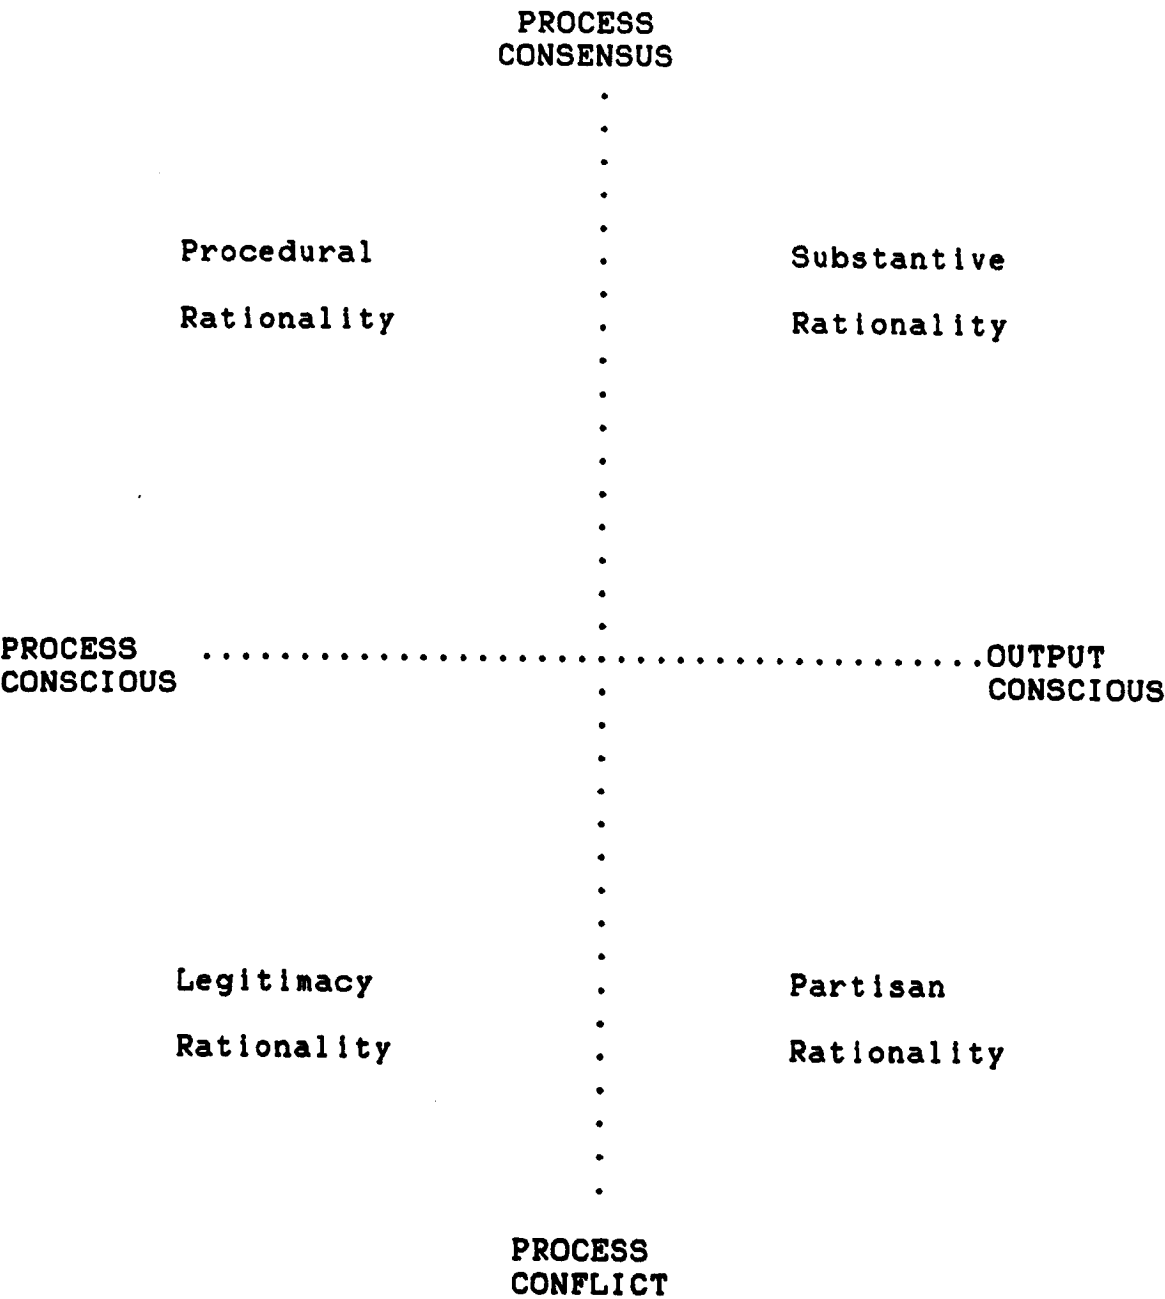 PROCESS
CONSENSUS
Procedural
Rationality
Substantive
Rationality
PROCESS
CONSCIOUS
OUTPUT
CONSCIOUS
Legitimacy
Rationality
Partisan
Rationality
PROCESS
CONFLICT